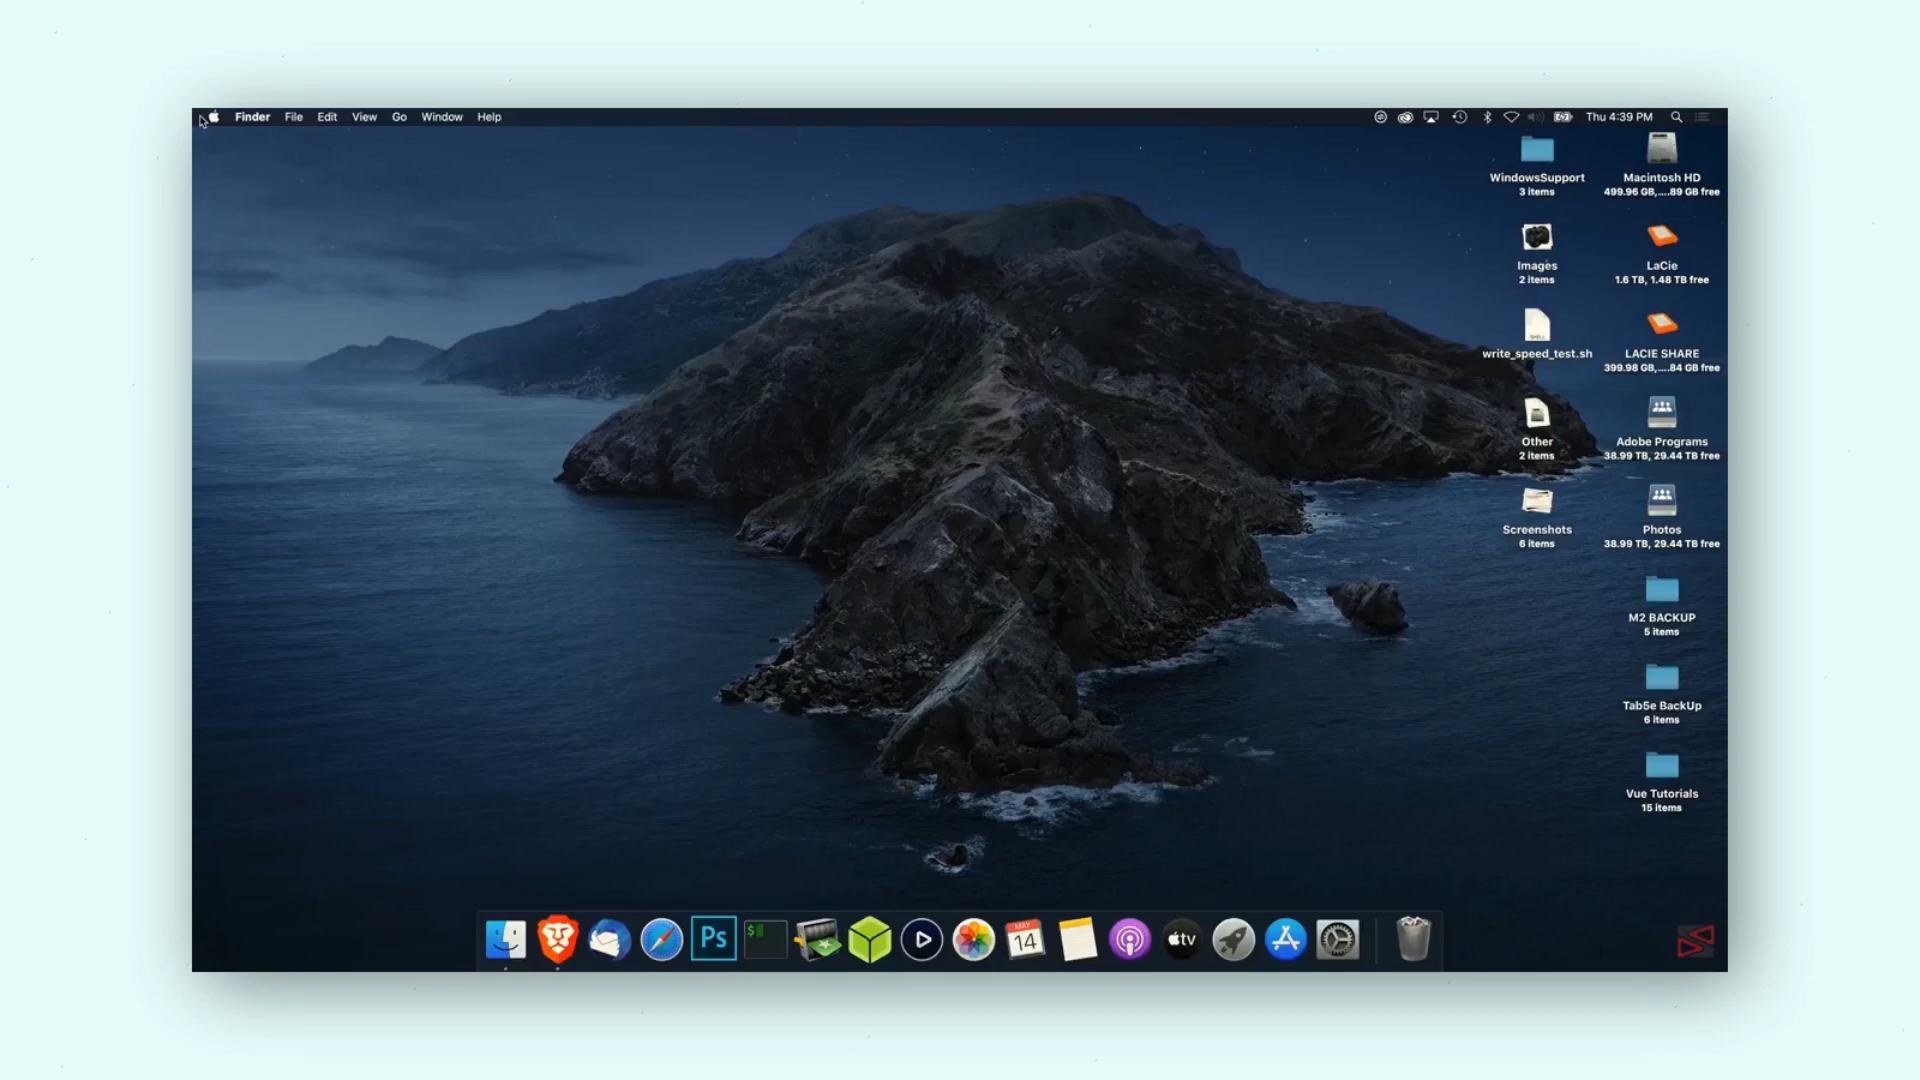 Finder File Edit View Go Window Help
Thu 4:39 PM
WindowsSupport
3 items
Macintosh HD
499.96 GB,....89 GB free
Images
2 items
LaCie
1.6 TB, 1.48 TB free
write_speed_test.sh
SHELL
LACIE SHARE
399.98 GB,....84 GB free
Other
2 items
Adobe Programs
38.99 TB, 29.44 TB free
Screenshots
6 items
Photos
38.99 TB, 29.44 TB free
M2 BACKUP
5 items
Tab5e BackUp
6 items
Vue Tutorials
15 items
Ps
$
MAY
14
tv